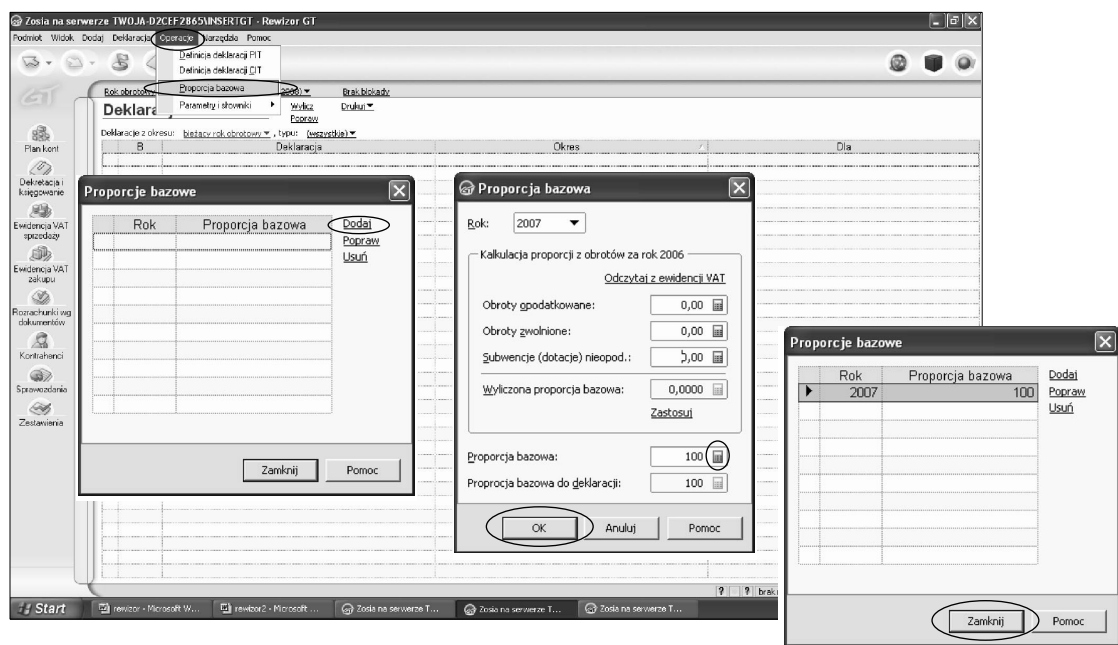 Zosia na serwerze TWOJA-D2CEF2B65\INSERTGT - Rewizor GT
Podmiot Widok Dodaj Deklaracja Operacje Narzędzia Pomoc
Definicja deklaracji PIT
Definicja deklaracji CIT
Proporcja bazowa
Parametry i słowniki
GT
Rok obrotowy 2008) Brak blokady
Deklara Wylicz Drukuj
Popraw
Deklaracje z okresu: bieżący rok obrotowy , typu: (wszystkie)
B Deklaracja Okres Dla
Plan kont
Dekretacja i
księgowanie
Ewidencja VAT
sprzedaży
Ewidencja VAT
zakupu
Rozrachunki wg
dokumentów
Kontrahenci
Sprawozdania
Zestawienia
Proporcje bazowe
Rok Proporcja bazowa
Dodaj
Popraw
Usuń
Zamknij Pomoc
Proporcja bazowa
Rok: 2007
Kalkulacja proporcji z obrotów za rok 2006
Odczytaj z ewidencji VAT
Obroty opodatkowane: 0,00
Obroty zwolnione: 0,00
Subwencje (dotacje) nieopod.: ,00
Wyliczona proporcja bazowa: 0,0000
Zastosuj
Proporcja bazowa: 100
Proprocja bazowa do deklaracji: 100
OK Anuluj Pomoc
Proporcje bazowe
Rok Proporcja bazowa
2007 100
Dodaj
Popraw
Usuń
Zamknij Pomoc
? ? brak
Start rewizor - Microsoft W... rewizor2 - Microsoft ... Zosia na serwerze T... Zosia na serwerze T... Zosia na serwerze T...